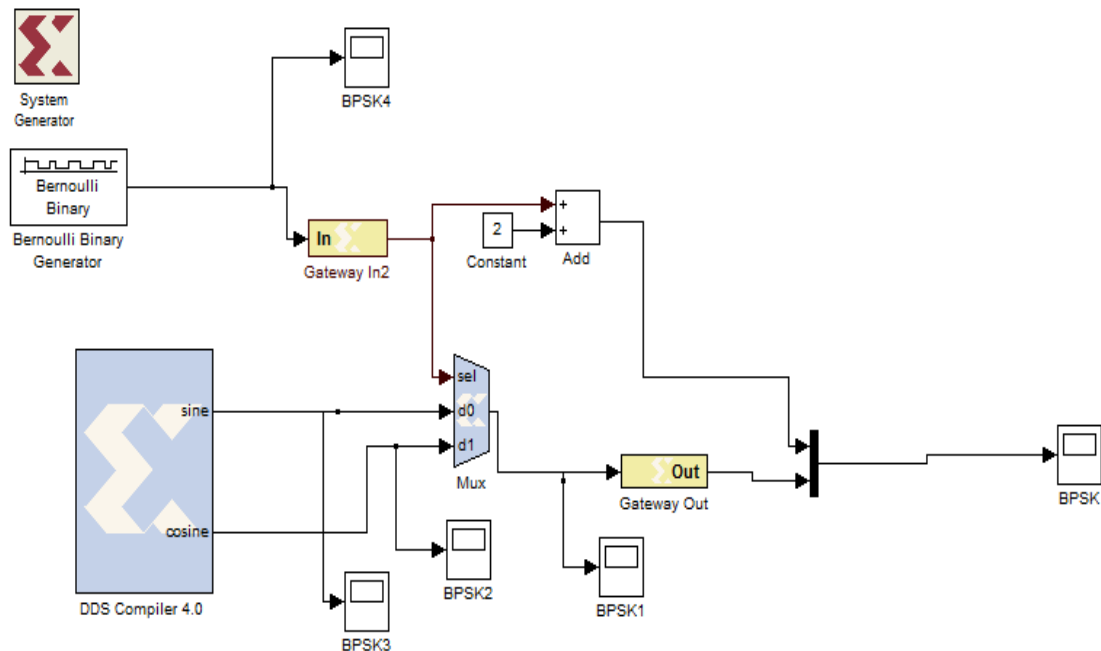 System
Generator
BPSK4
Bernoulli
Binary
Bernoulli Binary
Generator
In
Gateway In2
2
Constant
+
+
Add
sine
cosine
DDS Compiler 4.0
sel
d0
d1
Mux
Out
Gateway Out
BPSK
BPSK2
BPSK1
BPSK3